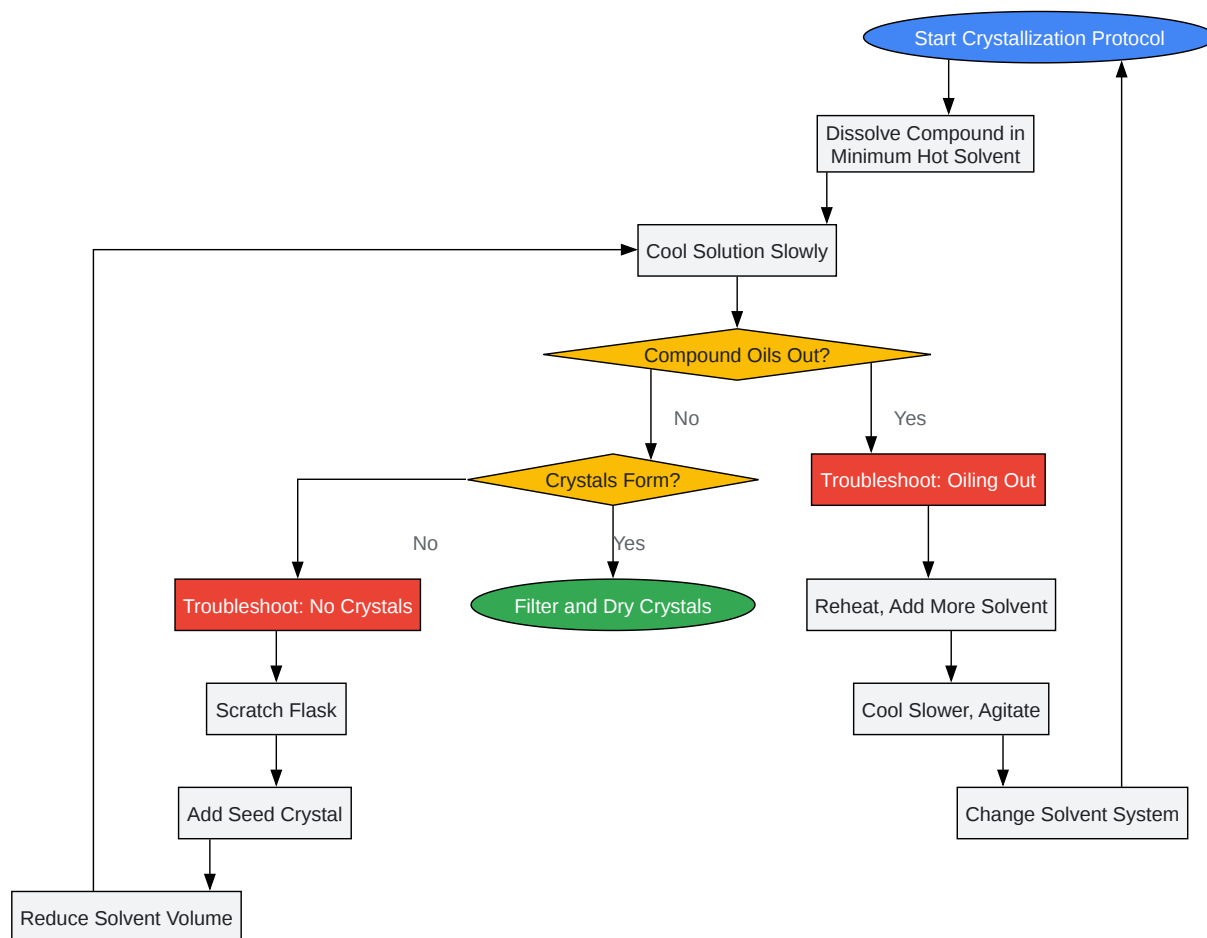 Start Crystallization Protocol
Dissolve Compound in
Minimum Hot Solvent
Cool Solution Slowly
Compound Oils Out?
No
Yes
Crystals Form?
Troubleshoot: Oiling Out
No
Yes
Troubleshoot: No Crystals
Filter and Dry Crystals
Reheat, Add More Solvent
Scratch Flask
Cool Slower, Agitate
Add Seed Crystal
Change Solvent System
Reduce Solvent Volume